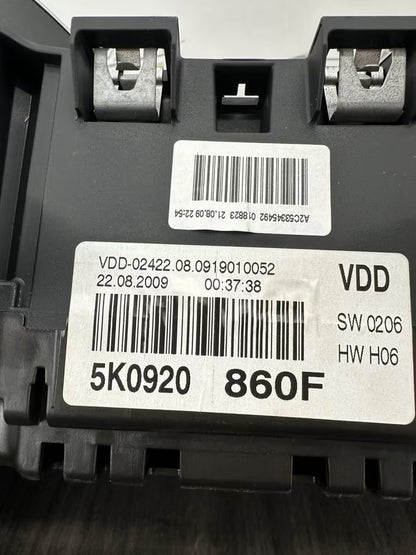 A2C53345492 018823 21.08.09 22:54
VDD-02422.08.0919010052
22.08.2009 00:37:38
5K0920 860F
VDD
SW 0206
HW H06